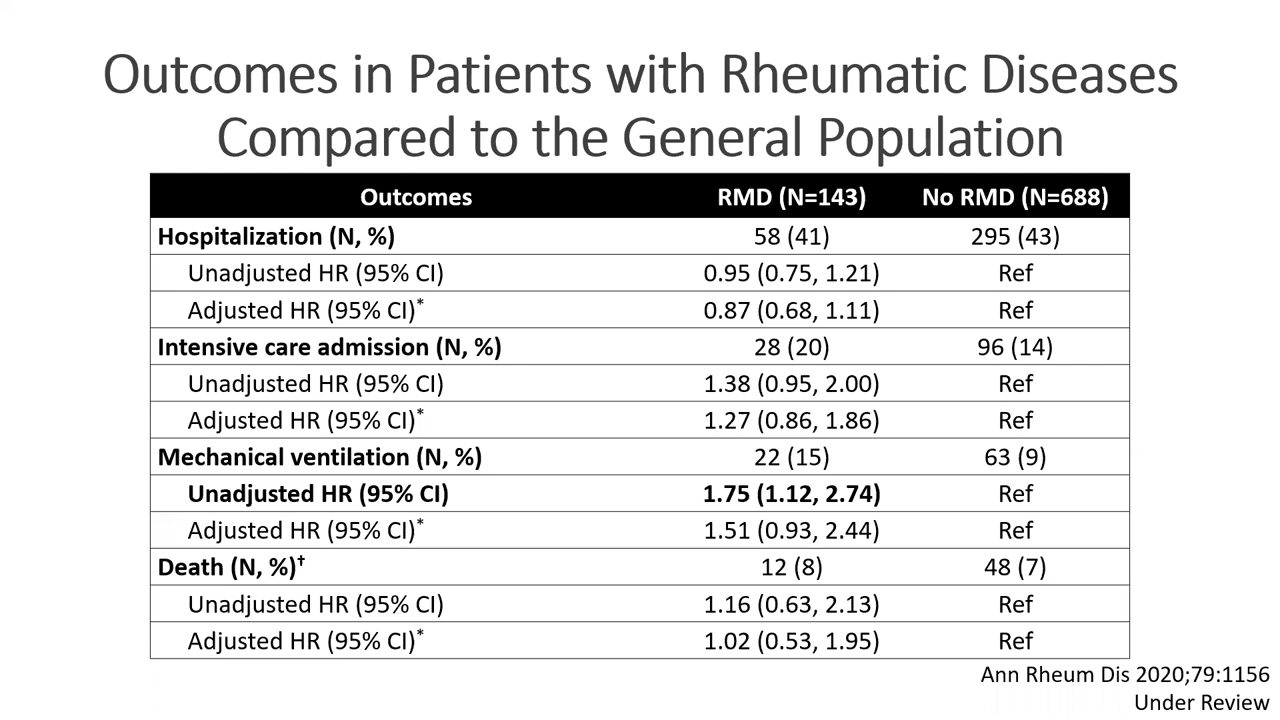 Outcomes in Patients with Rheumatic Diseases
Compared to the General Population
Outcomes RMD (N=143) No RMD (N=688)
Hospitalization (N, %) 58 (41) 295 (43)
Unadjusted HR (95% CI) 0.95 (0.75, 1.21) Ref
Adjusted HR (95% CI)* 0.87 (0.68, 1.11) Ref
Intensive care admission (N, %) 28 (20) 96 (14)
Unadjusted HR (95% CI) 1.38 (0.95, 2.00) Ref
Adjusted HR (95% CI)* 1.27 (0.86, 1.86) Ref
Mechanical ventilation (N, %) 22 (15) 63 (9)
Unadjusted HR (95% CI) 1.75 (1.12, 2.74) Ref
Adjusted HR (95% CI)* 1.51 (0.93, 2.44) Ref
Death (N, %)† 12 (8) 48 (7)
Unadjusted HR (95% CI) 1.16 (0.63, 2.13) Ref
Adjusted HR (95% CI)* 1.02 (0.53, 1.95) Ref
Ann Rheum Dis 2020;79:1156
Under Review